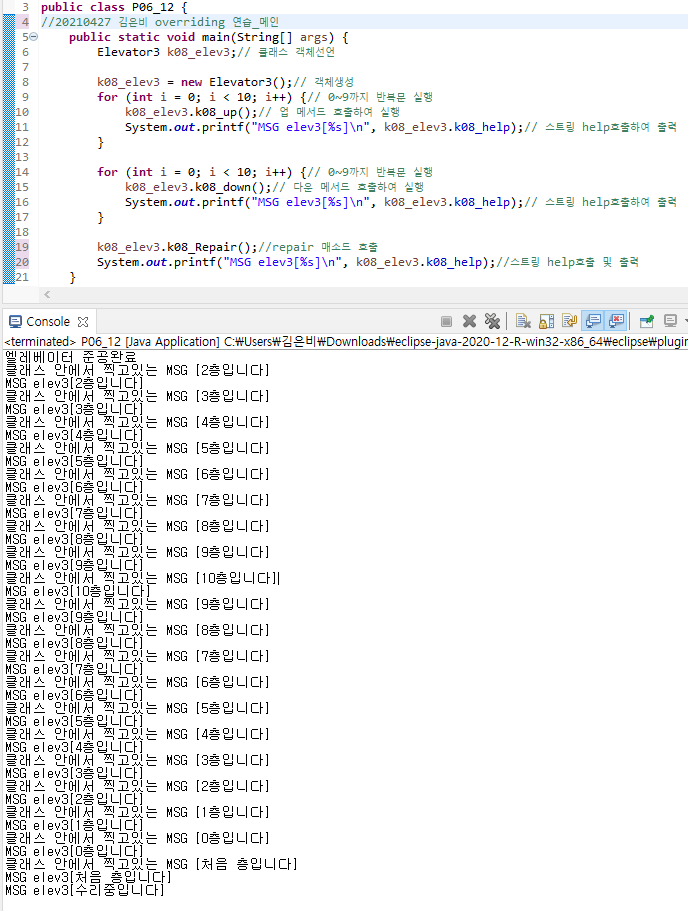 3 public class P06_12 {
4 //20210427 김은비 overriding 연습_메인
5 public static void main(String[] args) {
6 Elevator3 k08_elev3;// 클래스 객체선언
7
8 k08_elev3 = new Elevator3();// 객체생성
9 for (int i = 0; i < 10; i++) {// 0~9까지 반복문 실행
10 k08_elev3.k08_up();// 업 메서드 호출하여 실행
11 System.out.printf("MSG elev3[%s]\n", k08_elev3.k08_help);// 스트링 help호출하여 출력
12 }
13
14 for (int i = 0; i < 10; i++) {// 0~9까지 반복문 실행
15 k08_elev3.k08_down();// 다운 메서드 호출하여 실행
16 System.out.printf("MSG elev3[%s]\n", k08_elev3.k08_help);// 스트링 help호출하여 출력
17 }
18
19 k08_elev3.k08_Repair();//repair 매소드 호출
20 System.out.printf("MSG elev3[%s]\n", k08_elev3.k08_help);//스트링 help호출 및 출력
21 }
Console
<terminated> P06_12 [Java Application] C:₩Users₩김은비₩Downloads₩eclipse-java-2020-12-R-win32-x86_64₩eclipse₩plugin
엘레베이터 준공완료
클래스 안에서 찍고있는 MSG [2층입니다]
MSG elev3[2층입니다]
클래스 안에서 찍고있는 MSG [3층입니다]
MSG elev3[3층입니다]
클래스 안에서 찍고있는 MSG [4층입니다]
MSG elev3[4층입니다]
클래스 안에서 찍고있는 MSG [5층입니다]
MSG elev3[5층입니다]
클래스 안에서 찍고있는 MSG [6층입니다]
MSG elev3[6층입니다]
클래스 안에서 찍고있는 MSG [7층입니다]
MSG elev3[7층입니다]
클래스 안에서 찍고있는 MSG [8층입니다]
MSG elev3[8층입니다]
클래스 안에서 찍고있는 MSG [9층입니다]
MSG elev3[9층입니다]
클래스 안에서 찍고있는 MSG [10층입니다]
MSG elev3[10층입니다]
클래스 안에서 찍고있는 MSG [9층입니다]
MSG elev3[9층입니다]
클래스 안에서 찍고있는 MSG [8층입니다]
MSG elev3[8층입니다]
클래스 안에서 찍고있는 MSG [7층입니다]
MSG elev3[7층입니다]
클래스 안에서 찍고있는 MSG [6층입니다]
MSG elev3[6층입니다]
클래스 안에서 찍고있는 MSG [5층입니다]
MSG elev3[5층입니다]
클래스 안에서 찍고있는 MSG [4층입니다]
MSG elev3[4층입니다]
클래스 안에서 찍고있는 MSG [3층입니다]
MSG elev3[3층입니다]
클래스 안에서 찍고있는 MSG [2층입니다]
MSG elev3[2층입니다]
클래스 안에서 찍고있는 MSG [1층입니다]
MSG elev3[1층입니다]
클래스 안에서 찍고있는 MSG [0층입니다]
MSG elev3[0층입니다]
클래스 안에서 찍고있는 MSG [처음 층입니다]
MSG elev3[처음 층입니다]
MSG elev3[수리중입니다]